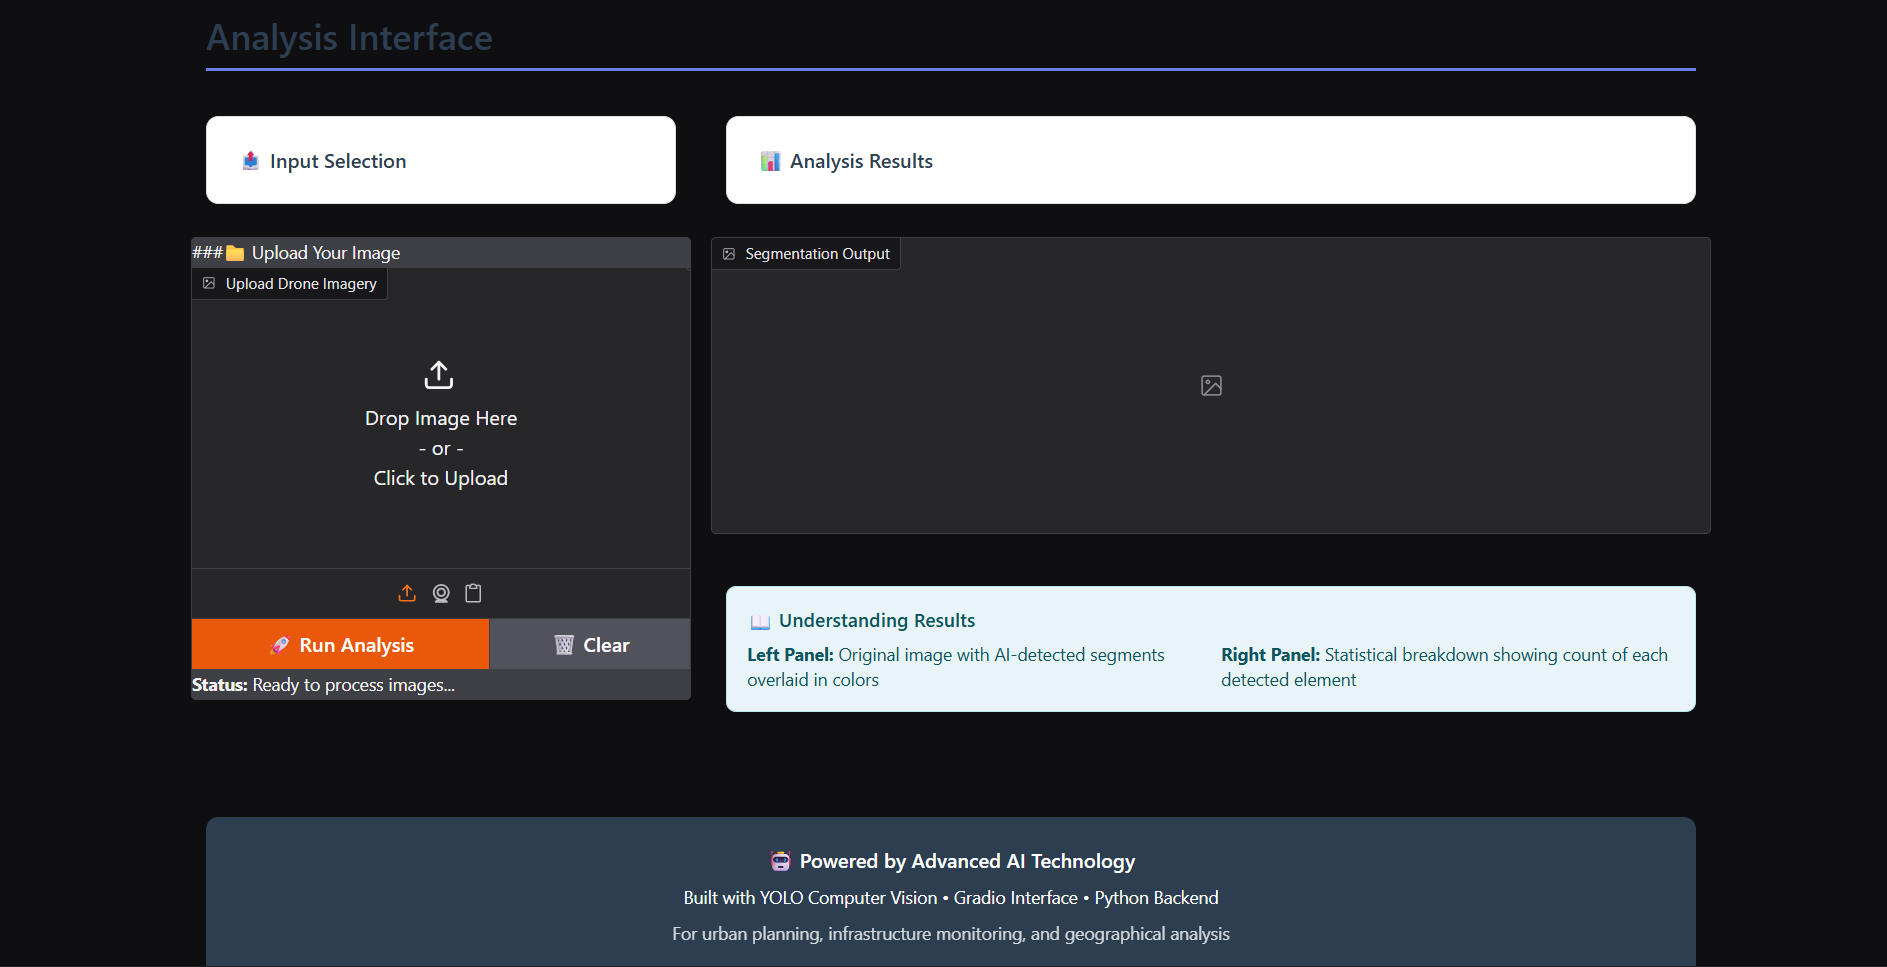 Analysis Interface
📤 Input Selection
📊 Analysis Results
###📁 Upload Your Image
Upload Drone Imagery
Drop Image Here
- or -
Click to Upload
🚀 Run Analysis
🗑️ Clear
Status: Ready to process images...
Segmentation Output
📖 Understanding Results
Left Panel: Original image with AI-detected segments
overlaid in colors
Right Panel: Statistical breakdown showing count of each
detected element
🤖 Powered by Advanced AI Technology
Built with YOLO Computer Vision • Gradio Interface • Python Backend
For urban planning, infrastructure monitoring, and geographical analysis